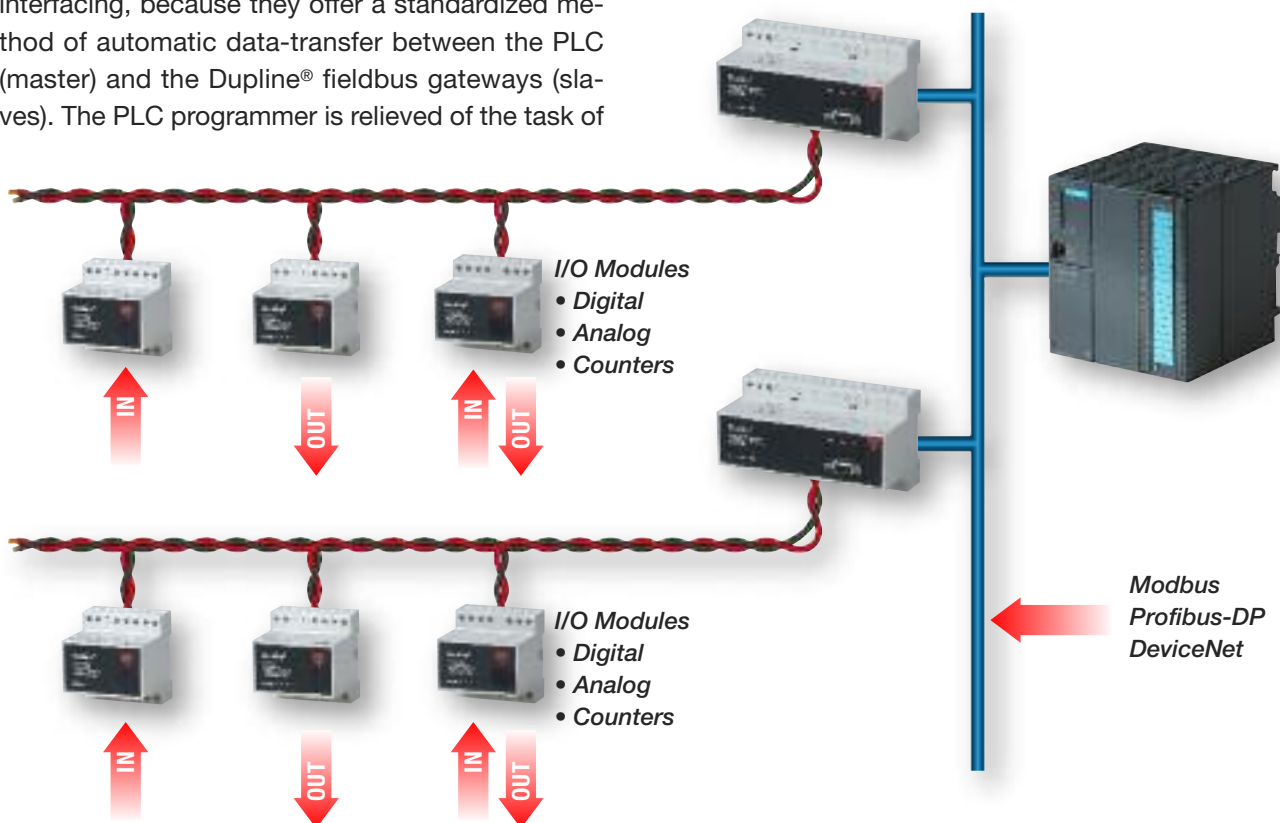 interfacing, because they offer a standardized me-
thod of automatic data-transfer between the PLC
(master) and the Dupline® fieldbus gateways (sla-
ves). The PLC programmer is relieved of the task of
I/O Modules
• Digital
• Analog
• Counters
IN
OUT
IN
OUT
I/O Modules
• Digital
• Analog
• Counters
Modbus
Profibus-DP
DeviceNet
IN
OUT
IN
OUT